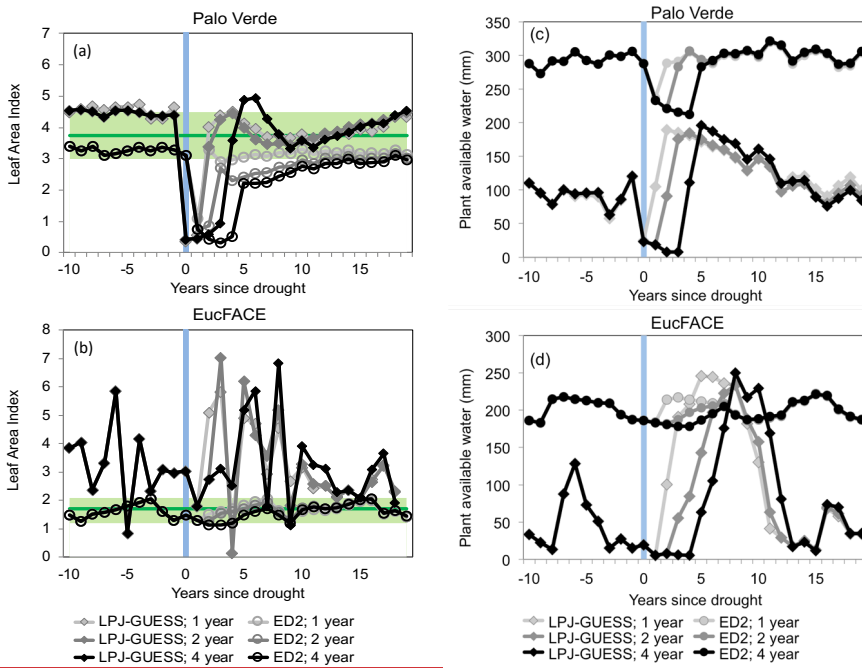 Palo Verde
(a)
Leaf Area Index
7
6
5
4
3
2
1
0
-10 -5 0 5 10 15
Years since drought
EucFACE
(b)
Leaf Area Index
8
7
6
5
4
3
2
1
0
-10 -5 0 5 10 15
Years since drought
LPJ-GUESS; 1 year ED2; 1 year
LPJ-GUESS; 2 year ED2; 2 year
LPJ-GUESS; 4 year ED2; 4 year
Palo Verde
(c)
Plant available water (mm)
350
300
250
200
150
100
50
0
-10 -5 0 5 10 15
Years since drought
EucFACE
(d)
Plant available water (mm)
300
250
200
150
100
50
0
-10 -5 0 5 10 15
Years since drought
LPJ-GUESS; 1 year ED2; 1 year
LPJ-GUESS; 2 year ED2; 2 year
LPJ-GUESS; 4 year ED2; 4 year